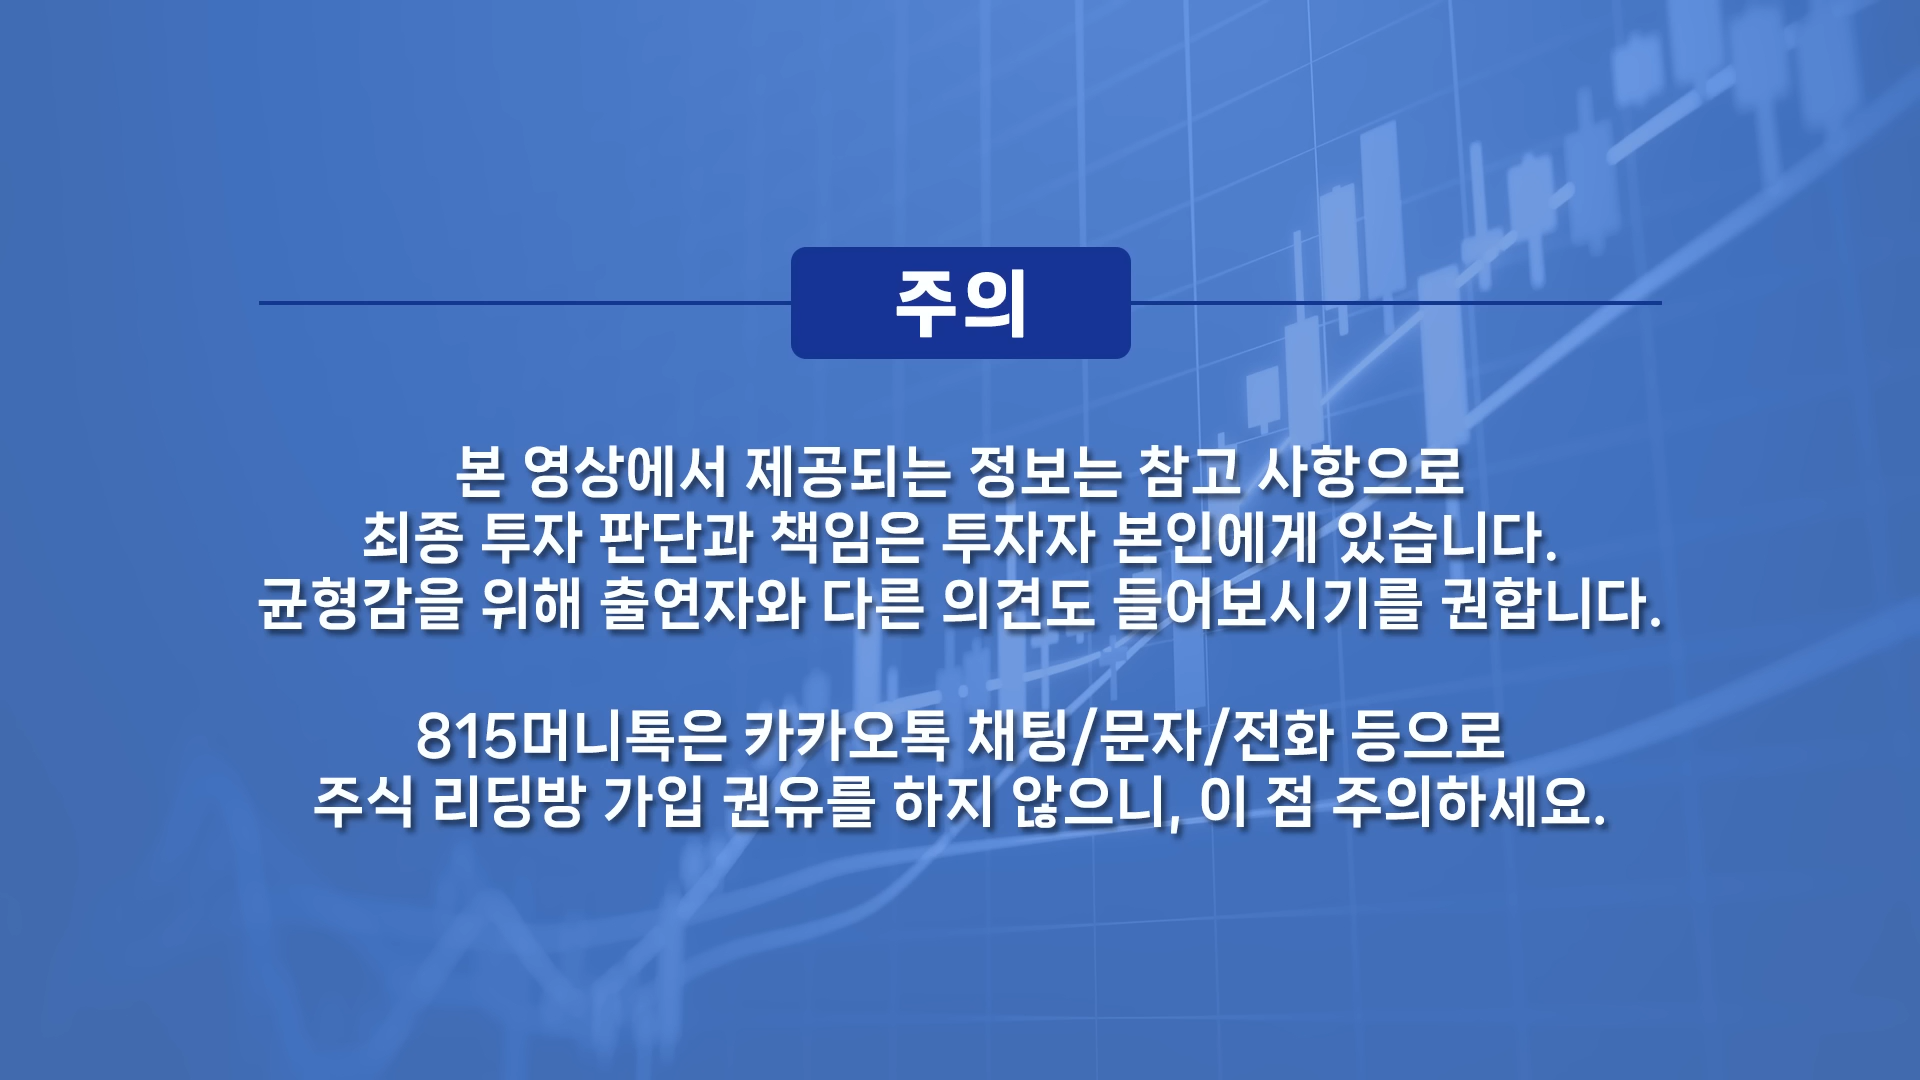 주의
본 영상에서 제공되는 정보는 참고 사항으로
최종 투자 판단과 책임은 투자자 본인에게 있습니다.
균형감을 위해 출연자와 다른 의견도 들어보시기를 권합니다.
815머니톡은 카카오톡 채팅/문자/전화 등으로
주식 리딩방 가입 권유를 하지 않으니, 이 점 주의하세요.